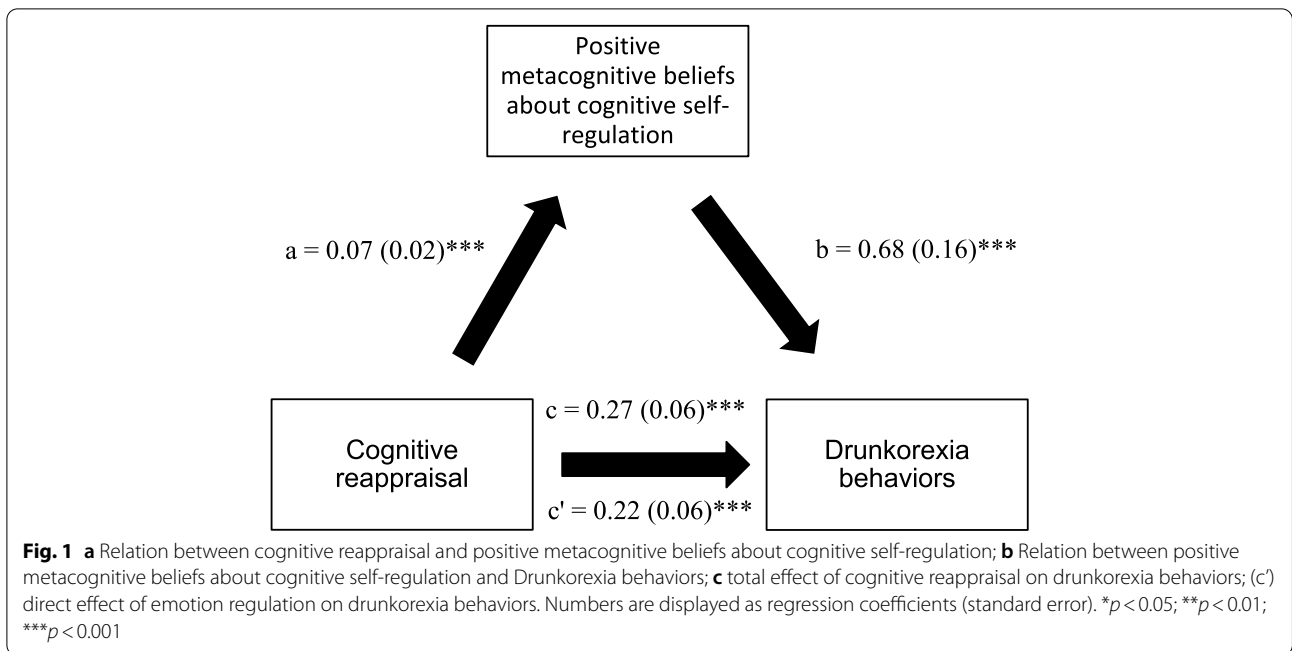 Positive
metacognitive beliefs
about cognitive self-
regulation
a = 0.07 (0.02)***
b = 0.68 (0.16)***
c = 0.27 (0.06)***
Cognitive
reappraisal
Drunkorexia
behaviors
c' = 0.22 (0.06)***
Fig. 1 a Relation between cognitive reappraisal and positive metacognitive beliefs about cognitive self-regulation; b Relation between positive
metacognitive beliefs about cognitive self-regulation and Drunkorexia behaviors; c total effect of cognitive reappraisal on drunkorexia behaviors; (c’)
direct effect of emotion regulation on drunkorexia behaviors. Numbers are displayed as regression coefficients (standard error). *p < 0.05; **p < 0.01;
***p < 0.001